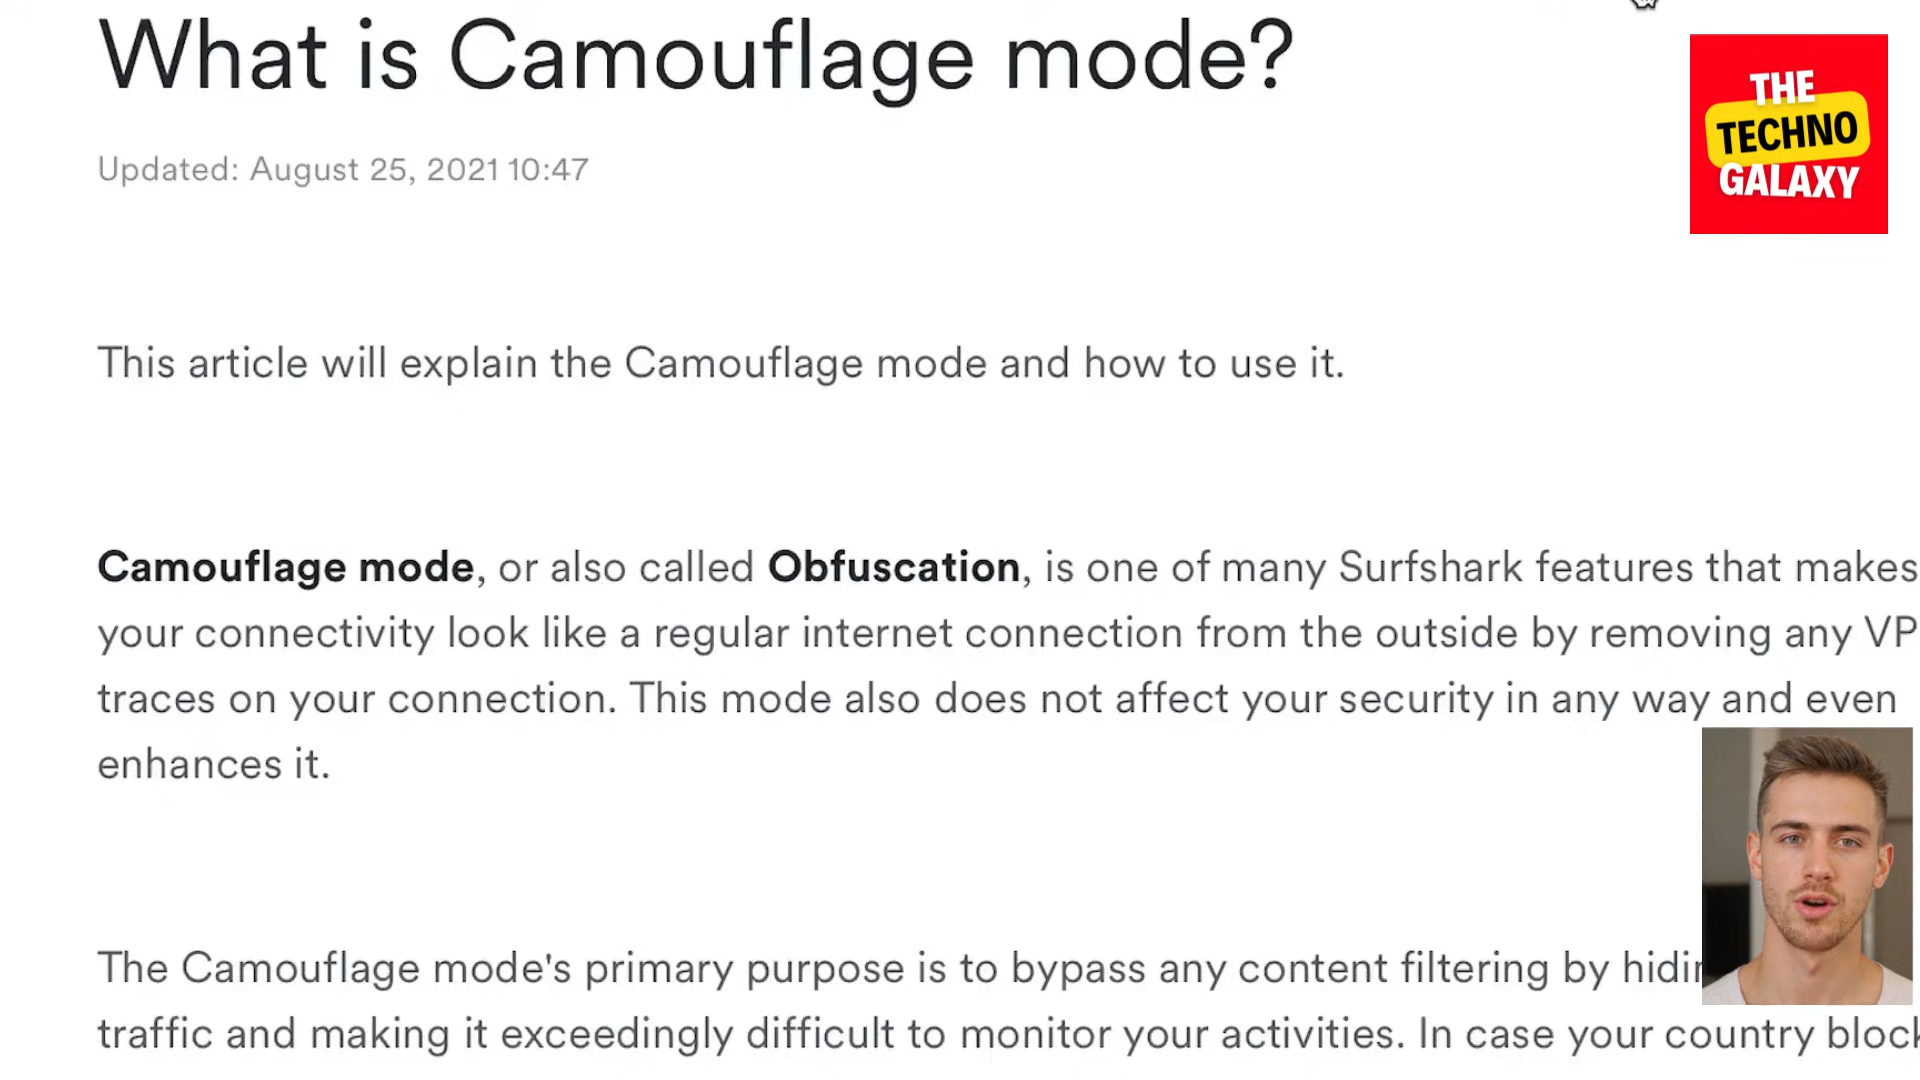 What is Camouflage mode?
THE
TECHNO
GALAXY
Updated: August 25, 2021 10:47
This article will explain the Camouflage mode and how to use it.
Camouflage mode, or also called Obfuscation, is one of many Surfshark features that makes
your connectivity look like a regular internet connection from the outside by removing any VP
traces on your connection. This mode also does not affect your security in any way and even
enhances it.
The Camouflage mode's primary purpose is to bypass any content filtering by
traffic and making it exceedingly difficult to monitor your activities. In case your country